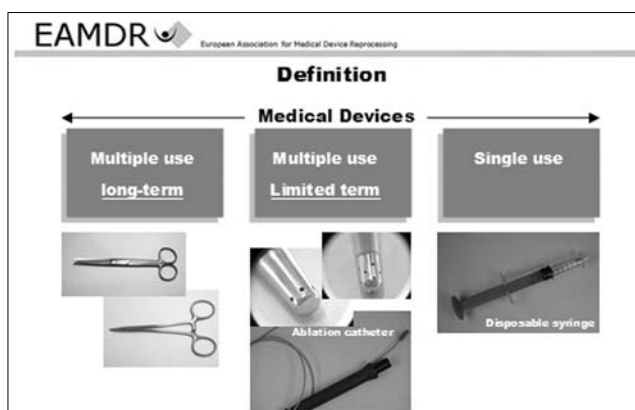 EAMDR
European Association for Medical Device Reprocessing
Definition
Medical Devices
Multiple use
long-term
Multiple use
Limited term
Single use
Ablation catheter
Disposable syringe